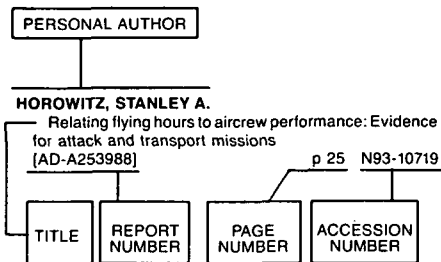 PERSONAL AUTHOR
HOROWITZ, STANLEY A.
Relating flying hours to aircrew performance: Evidence
for attack and transport missions
[AD-A253988] p 25 N93-10719
TITLE
REPORT NUMBER
PAGE NUMBER
ACCESSION NUMBER